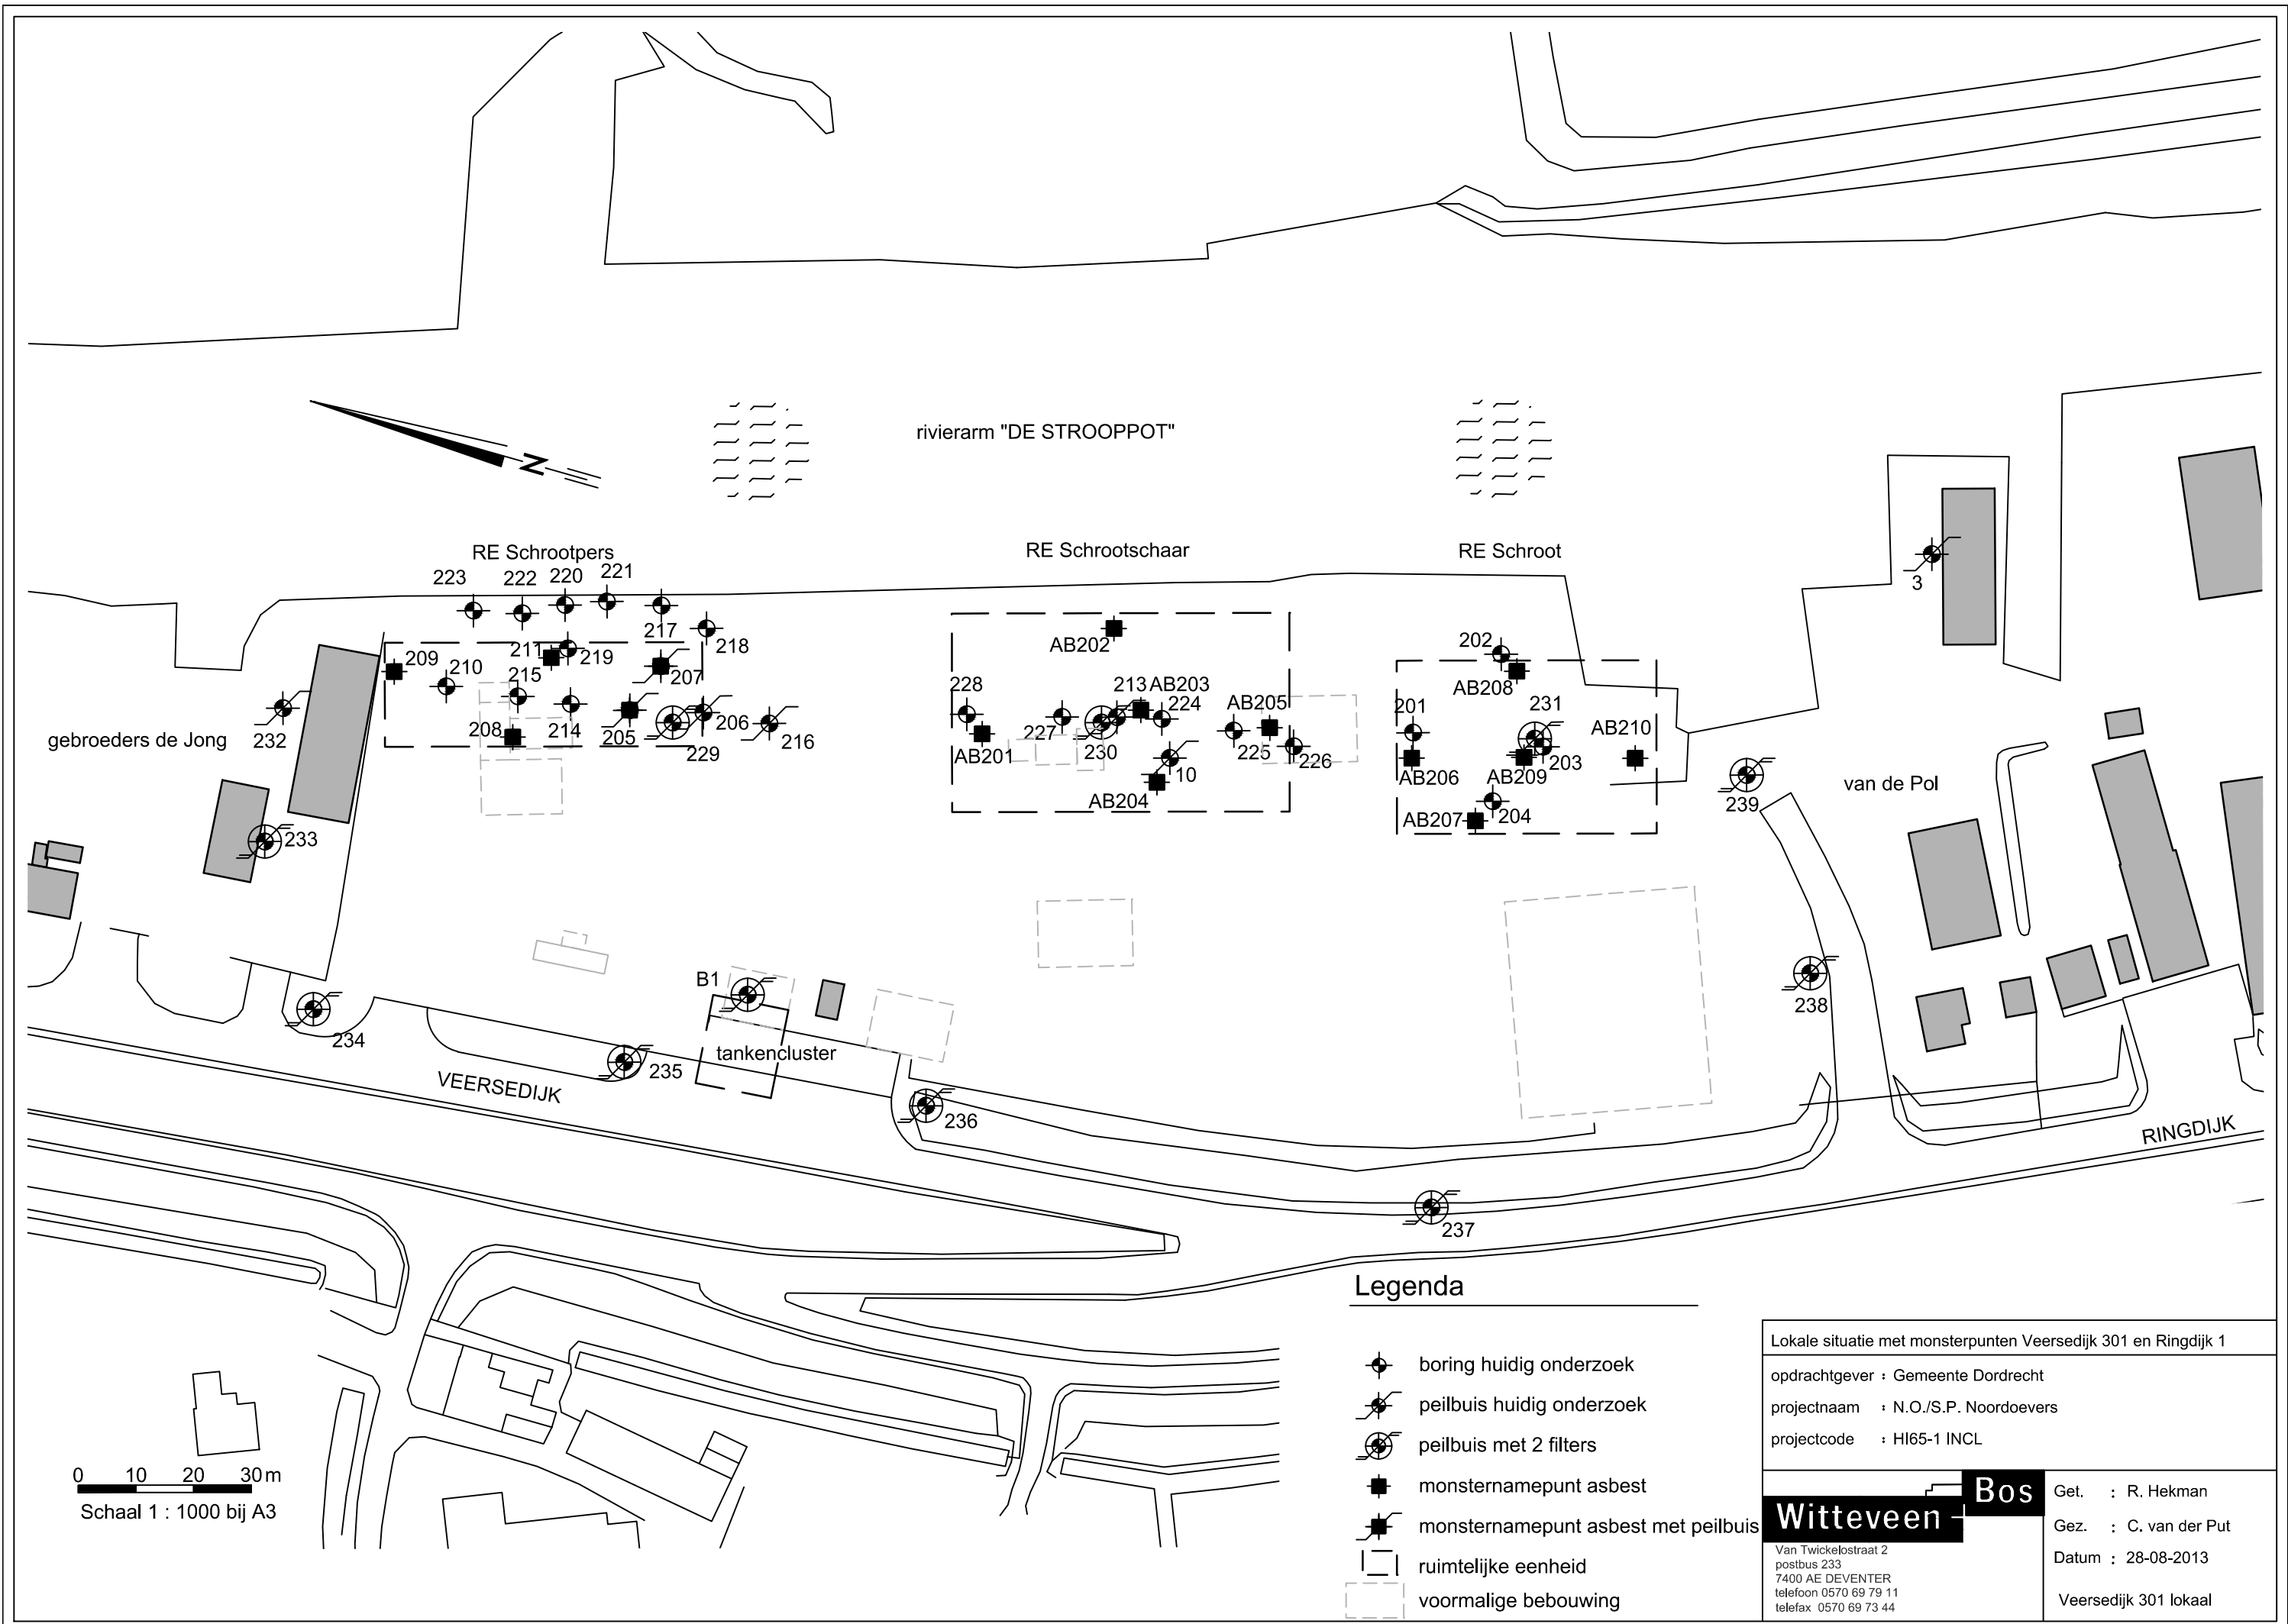 rivierarm "DE STROOPPOT"
N
RE Schrootpers
RE Schrootschaar
RE Schroot
223
222
220
221
217
218
3
209
210
211
219
215
207
208
214
205
206
229
216
232
gebroeders de Jong
233
AB202
228
213
AB203
224
AB205
227
AB201
230
225
226
10
AB204
202
AB208
201
231
AB210
AB206
AB209
203
AB207
204
239
van de Pol
B1
tankencluster
234
235
236
237
238
VEERSEDIJK
RINGDIJK
0 10 20 30 m
Schaal 1 : 1000 bij A3
Legenda
boring huidig onderzoek
peilbuis huidig onderzoek
peilbuis met 2 filters
monsternamepunt asbest
monsternamepunt asbest met peilbuis
ruimtelijke eenheid
voormalige bebouwing
Lokale situatie met monsterpunten Veersedijk 301 en Ringdijk 1
opdrachtgever : Gemeente Dordrecht
projectnaam : N.O./S.P. Noordoevers
projectcode : HI65-1 INCL
Witteveen
Bos
Van Twickelostraat 2
postbus 233
7400 AE DEVENTER
telefoon 0570 69 79 11
telefax 0570 69 73 44
Get. : R. Hekman
Gez. : C. van der Put
Datum : 28-08-2013
Veersedijk 301 lokaal